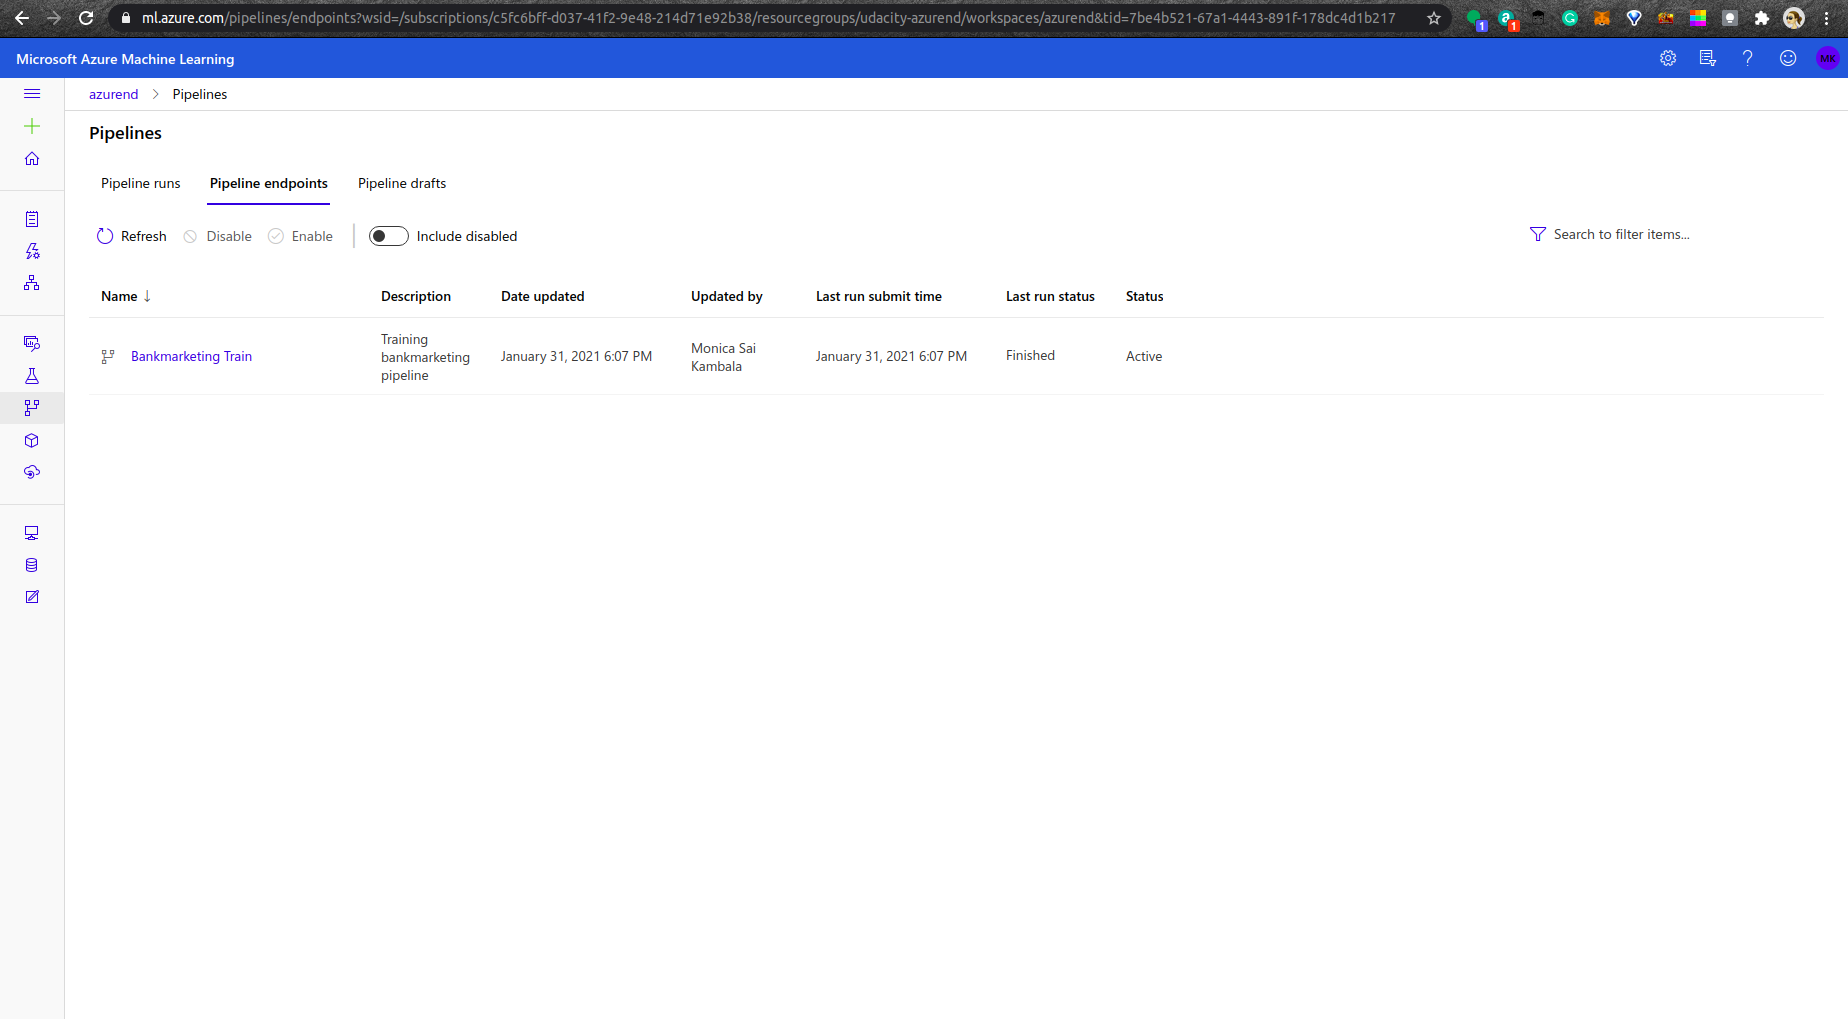 ml.azure.com/pipelines/endpoints?wsid=/subscriptions/c5fc6bff-d037-41f2-9e48-214d71e92b38/resourcegroups/udacity-azurend/workspaces/azurend&tid=7be4b521-67a1-4443-891f-178dc4d1b217
1
1
Microsoft Azure Machine Learning
MK
azurend > Pipelines
Pipelines
Pipeline runs Pipeline endpoints Pipeline drafts
Refresh Disable Enable Include disabled Search to filter items...
Name ↓ Description Date updated Updated by Last run submit time Last run status Status
Bankmarketing Train
Training
bankmarketing
pipeline
January 31, 2021 6:07 PM
Monica Sai
Kambala
January 31, 2021 6:07 PM
Finished
Active